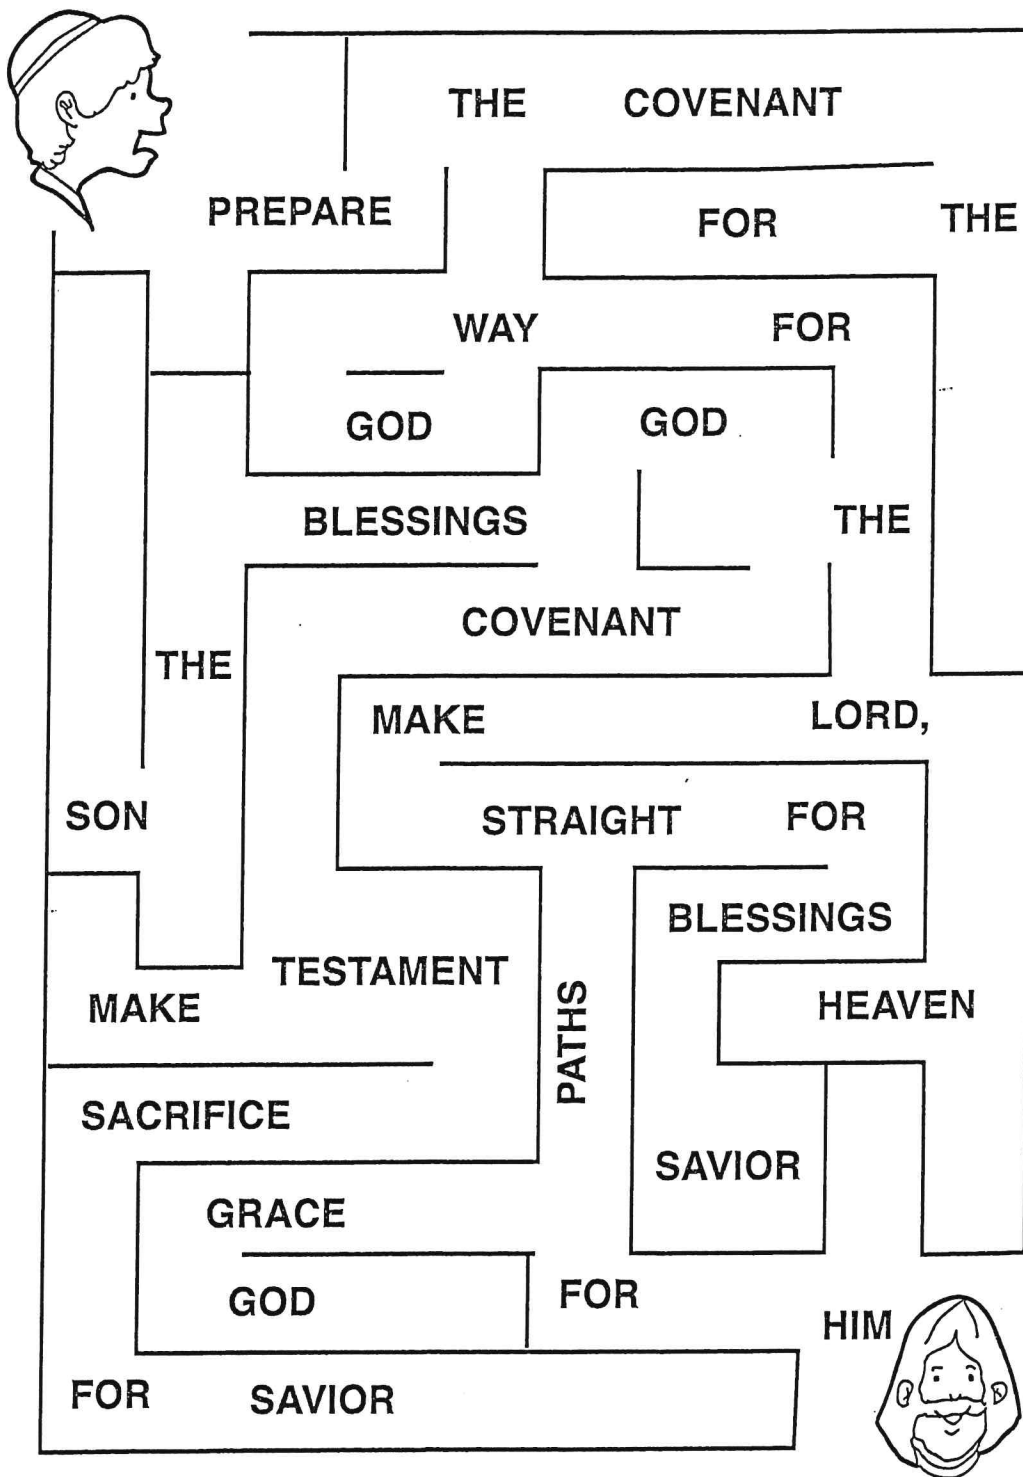 THE COVENANT
PREPARE FOR THE
WAY FOR
GOD GOD
BLESSINGS THE
COVENANT
THE
MAKE LORD,
SON STRAIGHT FOR
BLESSINGS
TESTAMENT
MAKE HEAVEN
PATHS
SACRIFICE
SAVIOR
GRACE
GOD FOR
HIM
FOR SAVIOR